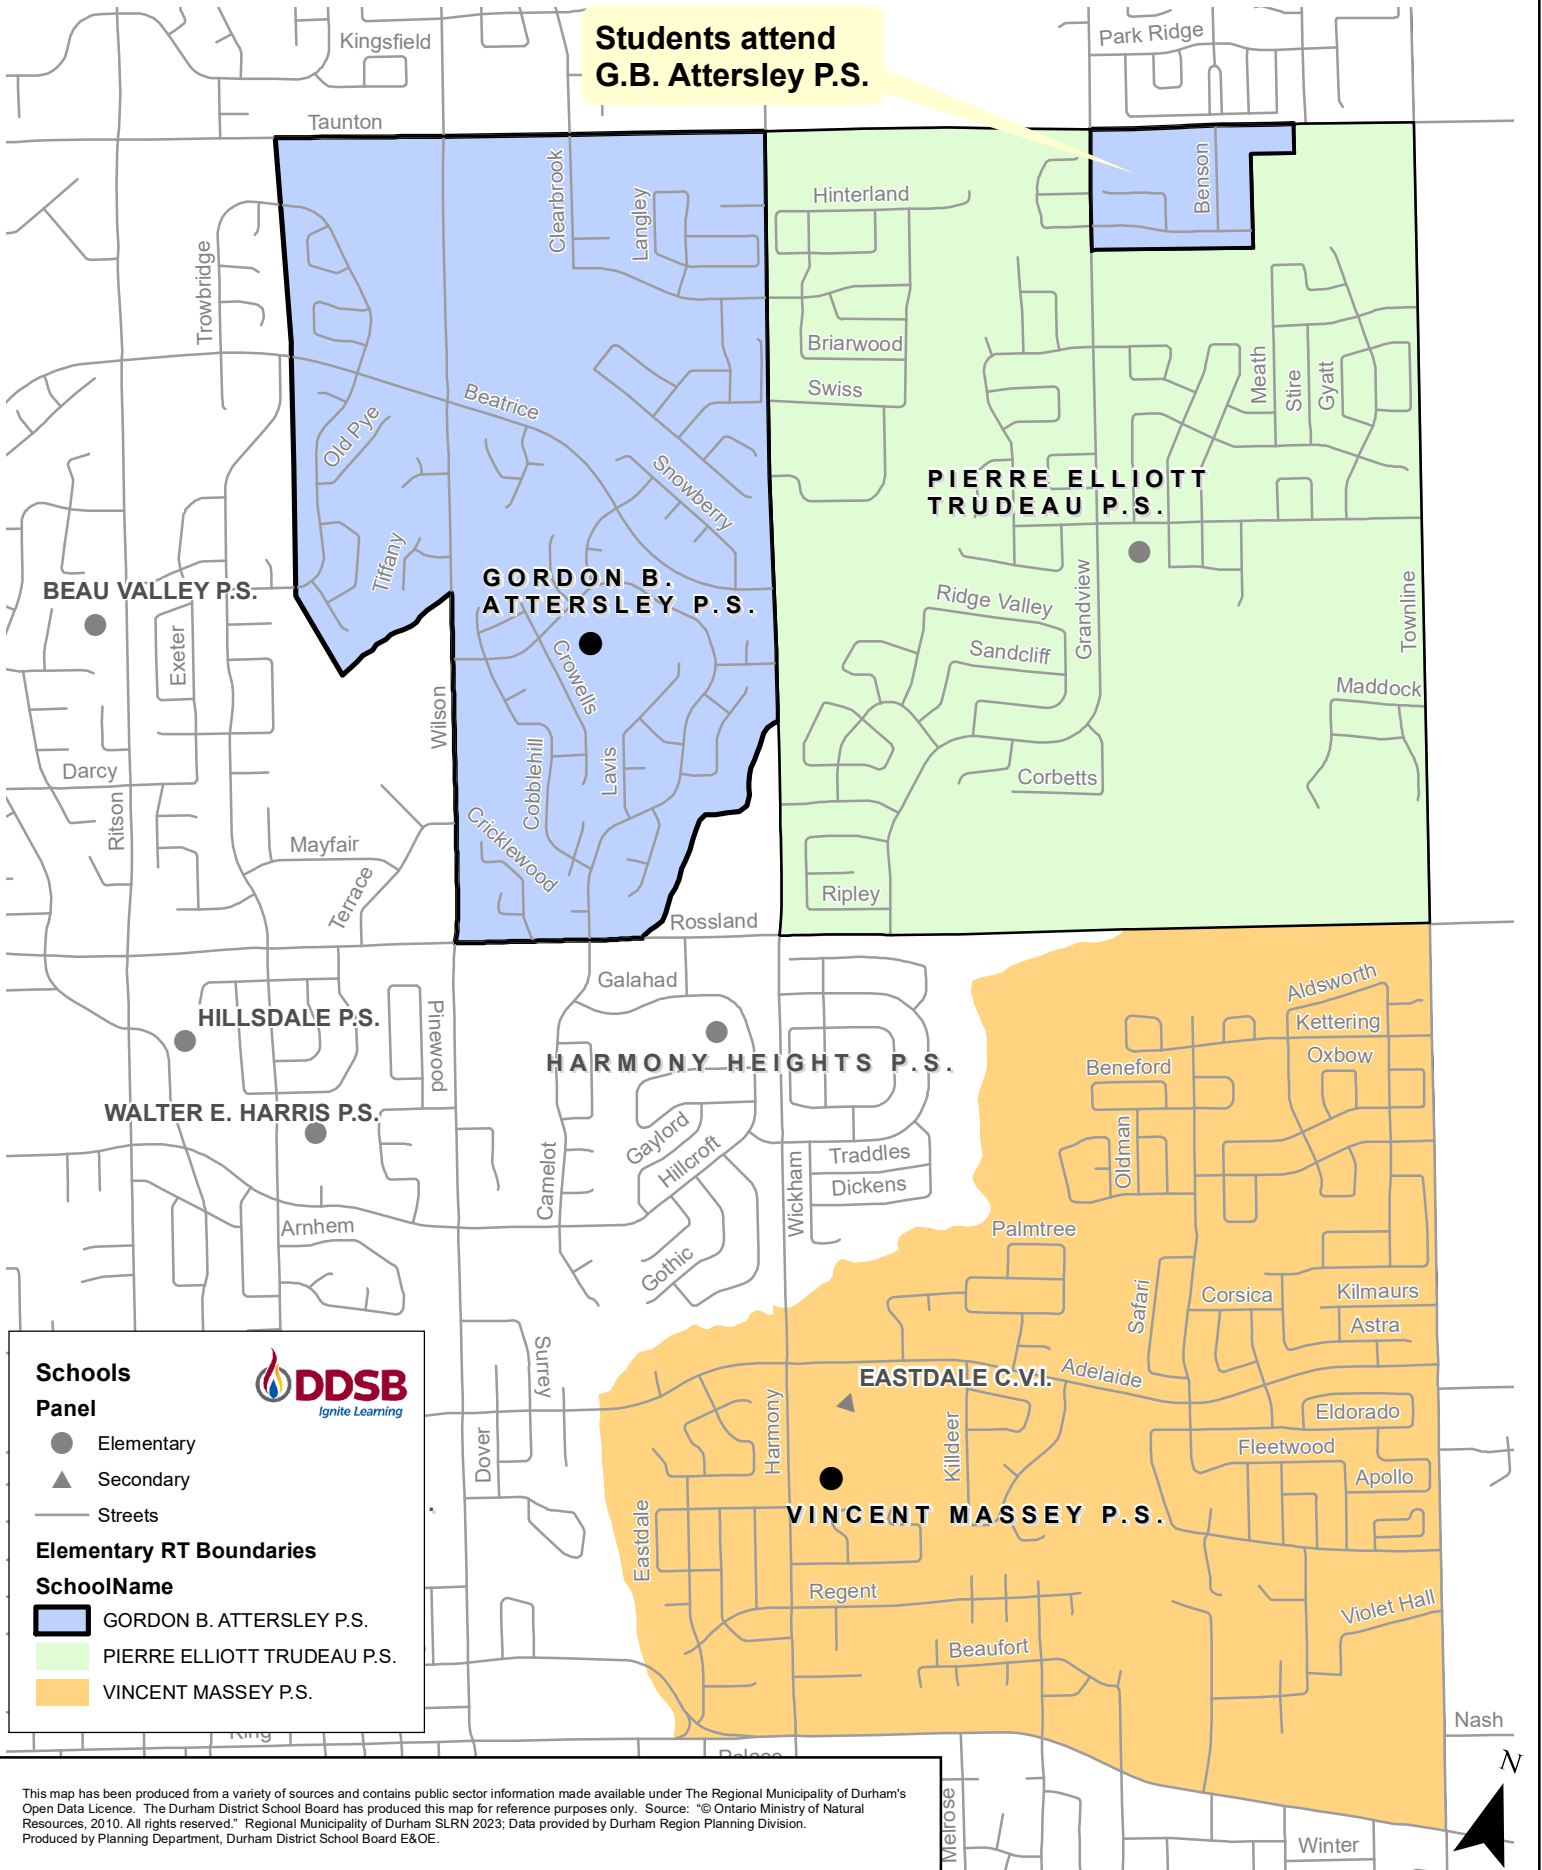 Students attend
G.B. Attersley P.S.
Kingsfield
Park Ridge
Taunton
Clearbrook
Langley
Hinterland
Benson
Trowbridge
Briarwood
Swiss
Meath
Stire
Gyatt
Beatrice
Old Pye
Snowberry
PIERRE ELLIOTT
TRUDEAU P.S.
Tiffany
BEAU VALLEY P.S.
GORDON B.
ATTERSLEY P.S.
Ridge Valley
Grandview
Townline
Exeter
Crowells
Sandcliff
Maddock
Wilson
Darcy
Cobblehill
Lavis
Corbetts
Ritson
Cricklewood
Mayfair
Terrace
Ripley
Rossland
Galahad
Aldsworth
HILLSDALE P.S.
Pinewood
Kettering
HARMONY HEIGHTS P.S.
Beneford
Oxbow
WALTER E. HARRIS P.S.
Gaylord
Hillcroft
Traddles
Dickens
Oldman
Camelot
Wickham
Arnhem
Palmtree
Gothic
Safari
Corsica
Kilmaurs
Astra
Surrey
EASTDALE C.V.I.
Adelaide
Harmony
Killdeer
Eldorado
Dover
Fleetwood
Apollo
VINCENT MASSEY P.S.
Eastdale
Regent
Violet Hall
Beaufort
Nash
King
Palace
Melrose
Winter
N
Schools
DDSB
Ignite Learning
Panel
Elementary
Secondary
Streets
Elementary RT Boundaries
SchoolName
GORDON B. ATTERSLEY P.S.
PIERRE ELLIOTT TRUDEAU P.S.
VINCENT MASSEY P.S.
This map has been produced from a variety of sources and contains public sector information made available under The Regional Municipality of Durham's
Open Data Licence. The Durham District School Board has produced this map for reference purposes only. Source: "© Ontario Ministry of Natural
Resources, 2010. All rights reserved." Regional Municipality of Durham SLRN 2023; Data provided by Durham Region Planning Division.
Produced by Planning Department, Durham District School Board E&OE.